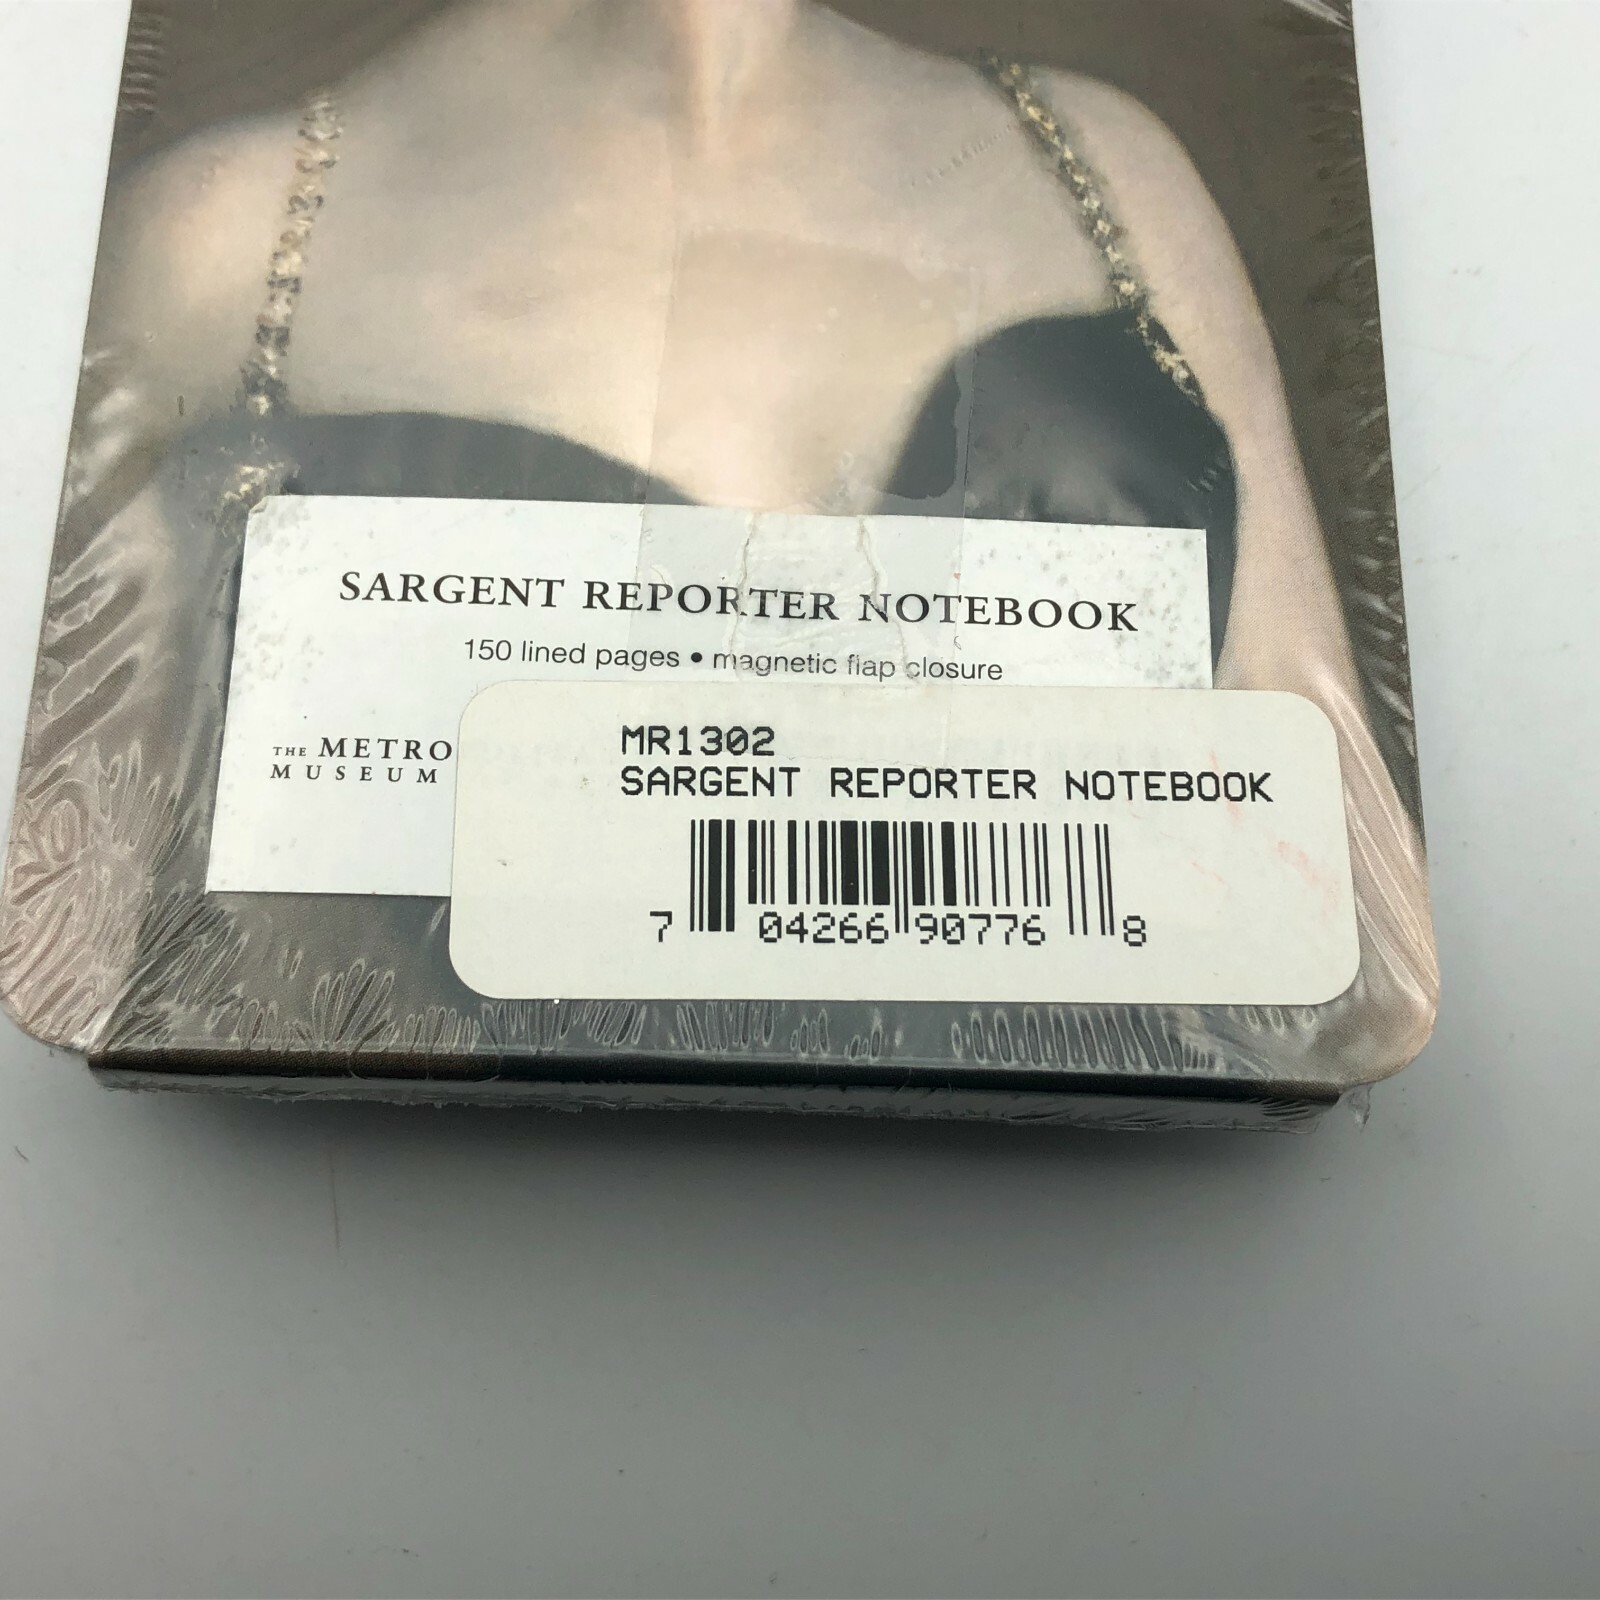 SARGENT REPORTER NOTEBOOK
150 lined pages • magnetic flap closure
THE METRO
MUSEUM
MR1302
SARGENT REPORTER NOTEBOOK
7 04266 90776 8